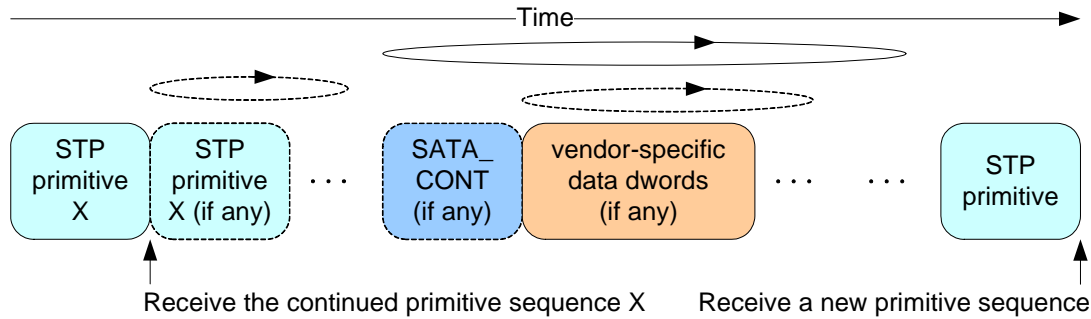 Time
STP
primitive
X
STP
primitive
X (if any)
. . .
SATA_
CONT
(if any)
vendor-specific
data dwords
(if any)
. . .
. . .
STP
primitive
Receive the continued primitive sequence X
Receive a new primitive sequence